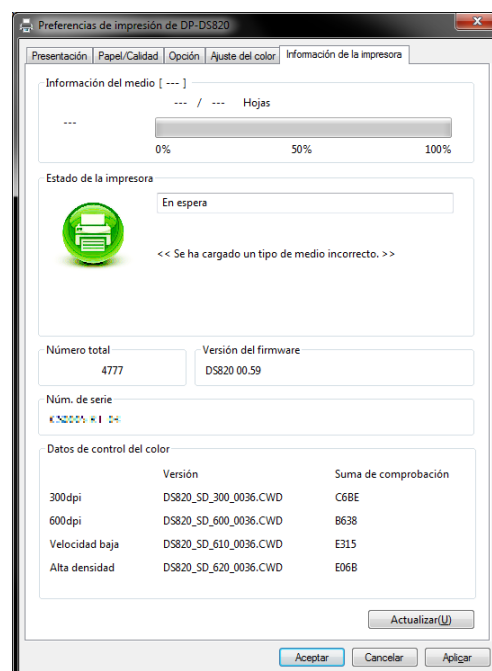 Preferencias de impresión de DP-DS820
Presentación Papel/Calidad Opción Ajuste del color Información de la impresora
Información del medio [ --- ]
--- / --- Hojas
---
0% 50% 100%
Estado de la impresora
En espera
<< Se ha cargado un tipo de medio incorrecto. >>
Número total Versión del firmware
4777 DS820 00.59
Núm. de serie
Datos de control del color
Versión Suma de comprobación
300dpi DS820_SD_300_0036.CWD C6BE
600dpi DS820_SD_600_0036.CWD B638
Velocidad baja DS820_SD_610_0036.CWD E315
Alta densidad DS820_SD_620_0036.CWD E06B
Actualizar(U)
Aceptar Cancelar Aplicar